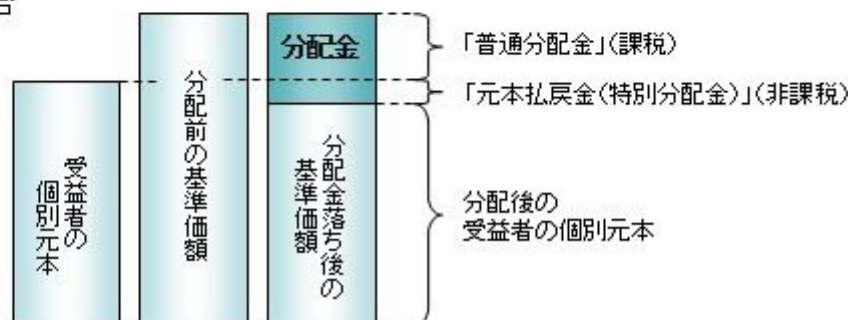 受益者の
個別元本
分配前の基準価額
分配金
分配金落ち後の
基準価額
「普通分配金」(課税)
「元本払戻金(特別分配金)」(非課税)
分配後の
受益者の個別元本